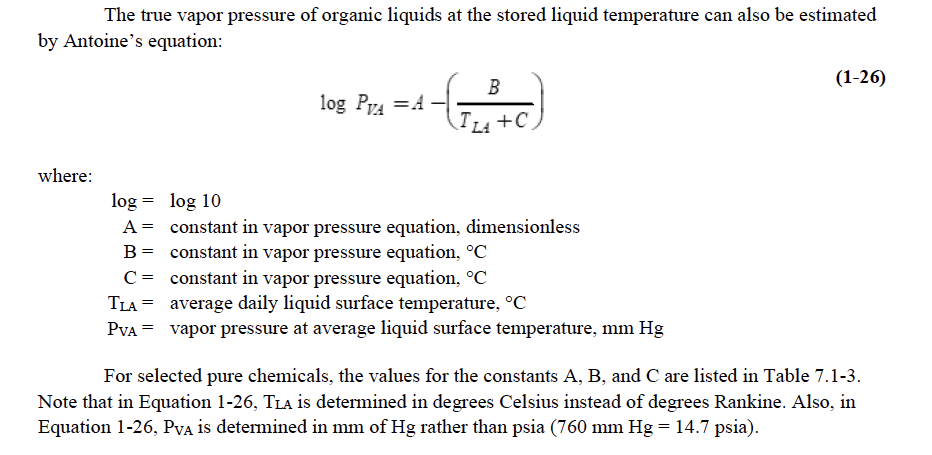 The true vapor pressure of organic liquids at the stored liquid temperature can also be estimated
by Antoine's equation:
(1-26)
log P_VA = A - ( B / (T_LA + C) )
where:
log = log 10
A = constant in vapor pressure equation, dimensionless
B = constant in vapor pressure equation, °C
C = constant in vapor pressure equation, °C
TLA = average daily liquid surface temperature, °C
PVA = vapor pressure at average liquid surface temperature, mm Hg
For selected pure chemicals, the values for the constants A, B, and C are listed in Table 7.1-3.
Note that in Equation 1-26, TLA is determined in degrees Celsius instead of degrees Rankine. Also, in
Equation 1-26, PVA is determined in mm of Hg rather than psia (760 mm Hg = 14.7 psia).